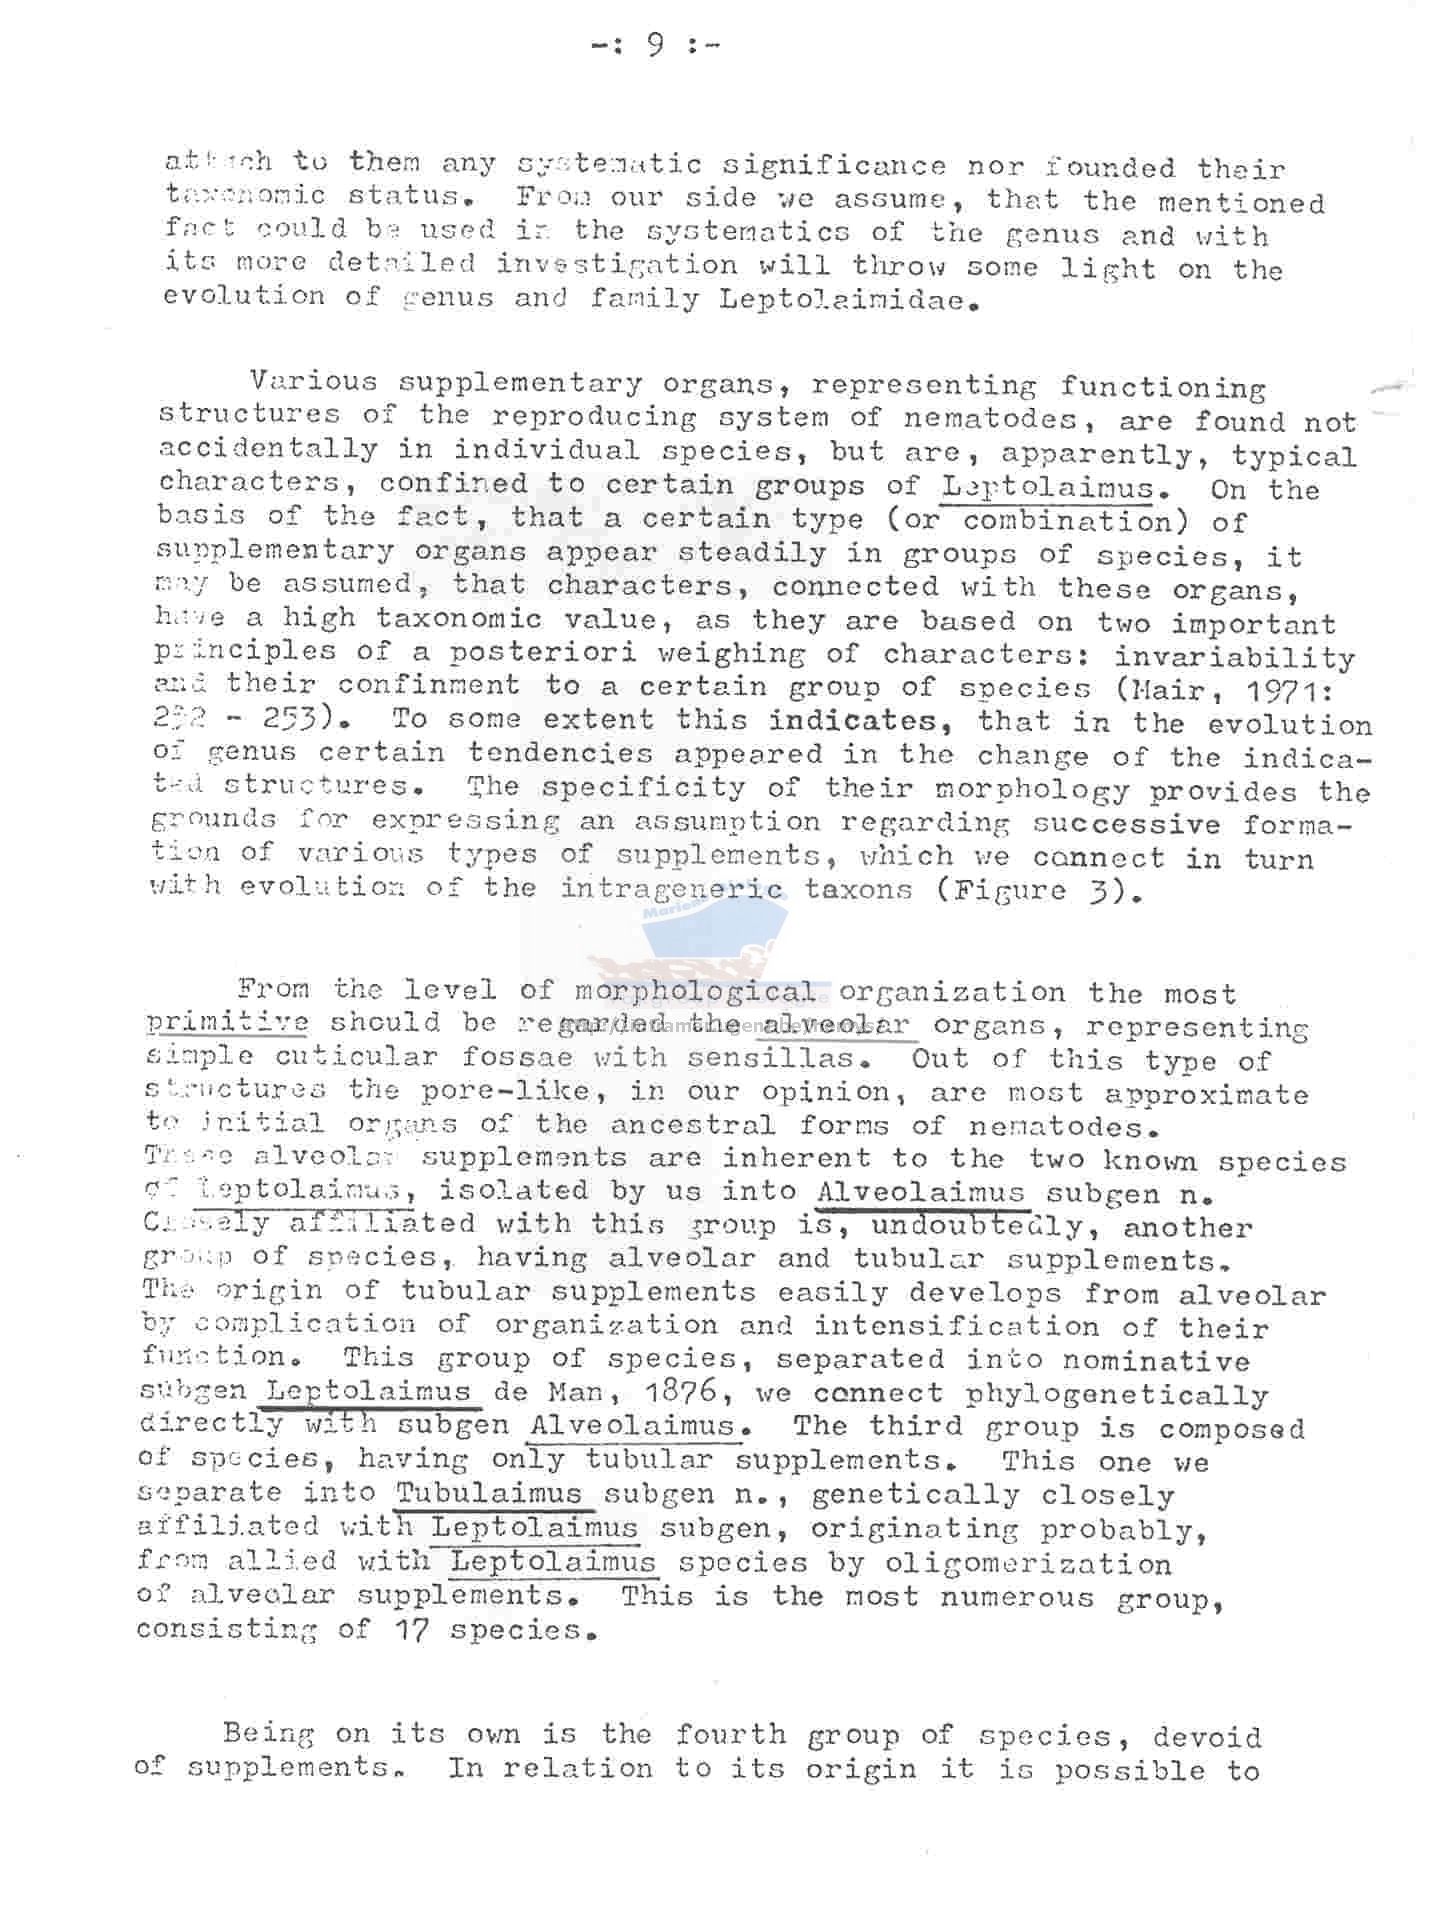 -: 9 :-
attach to them any systematic significance nor founded their
taxonomic status. From our side we assume, that the mentioned
fact could be used in the systematics of the genus and with
its more detailed investigation will throw some light on the
evolution of genus and family Leptolaimidae.
Various supplementary organs, representing functioning
structures of the reproducing system of nematodes, are found not
accidentally in individual species, but are, apparently, typical
characters, confined to certain groups of Leptolaimus. On the
basis of the fact, that a certain type (or combination) of
supplementary organs appear steadily in groups of species, it
may be assumed, that characters, connected with these organs,
have a high taxonomic value, as they are based on two important
principles of a posteriori weighing of characters: invariability
and their confinment to a certain group of species (Mair, 1971:
- 253). To some extent this indicates, that in the evolution
of genus certain tendencies appeared in the change of the indica-
ted structures. The specificity of their morphology provides the
grounds for expressing an assumption regarding successive forma-
tion of various types of supplements, which we connect in turn
with evolution of the intrageneric taxons (Figure 3).
From the level of morphological organization the most
primitive should be regarded the alveolar organs, representing
simple cuticular fossae with sensillas. Out of this type of
structures the pore-like, in our opinion, are most approximate
to initial organs of the ancestral forms of nematodes.
These alveolar supplements are inherent to the two known species
of Leptolaimus, isolated by us into Alveolaimus subgen n.
Closely affiliated with this group is, undoubtedly, another
group of species, having alveolar and tubular supplements.
The origin of tubular supplements easily develops from alveolar
by complication of organization and intensification of their
function. This group of species, separated into nominative
subgen Leptolaimus de Man, 1876, we connect phylogenetically
directly with subgen Alveolaimus. The third group is composed
of species, having only tubular supplements. This one we
separate into Tubulaimus subgen n., genetically closely
affiliated with Leptolaimus subgen, originating probably,
from allied with Leptolaimus species by oligomerization
of alveolar supplements. This is the most numerous group,
consisting of 17 species.
Being on its own is the fourth group of species, devoid
of supplements. In relation to its origin it is possible to